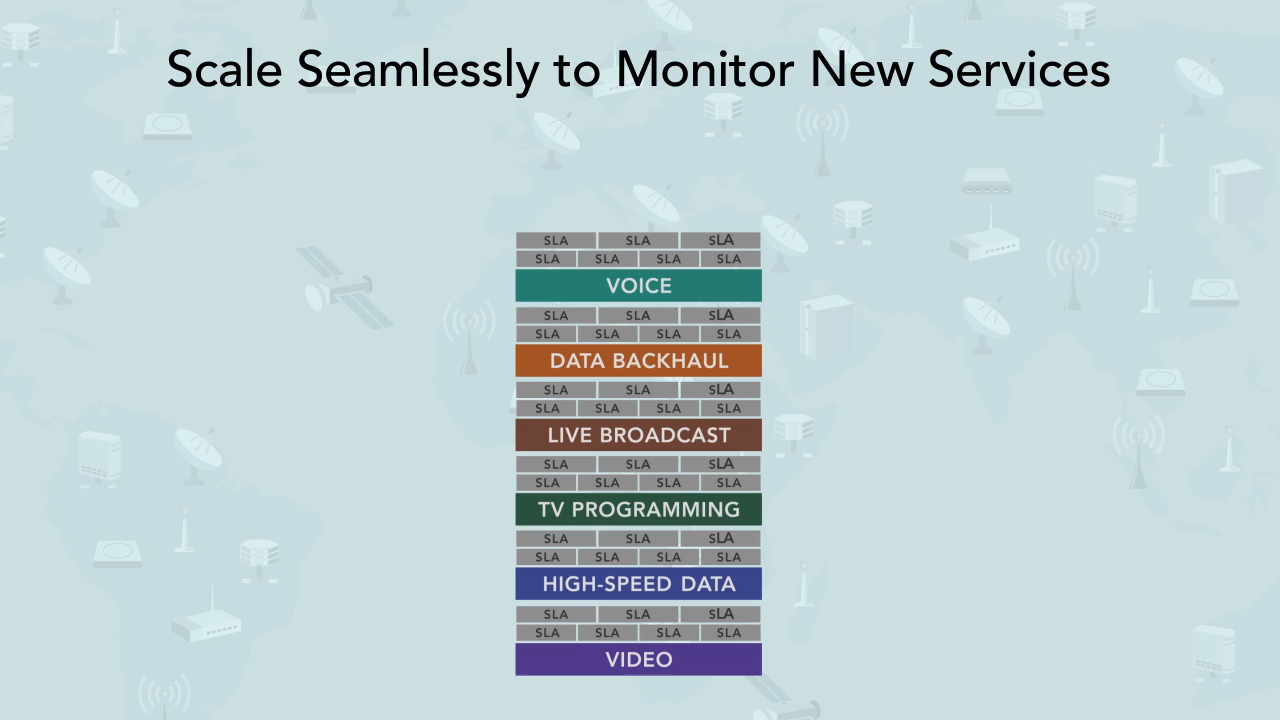 Scale Seamlessly to Monitor New Services
SLA SLA SLA
SLA SLA SLA SLA
VOICE
SLA SLA SLA
SLA SLA SLA SLA
DATA BACKHAUL
SLA SLA SLA
SLA SLA SLA SLA
LIVE BROADCAST
SLA SLA SLA
SLA SLA SLA SLA
TV PROGRAMMING
SLA SLA SLA
SLA SLA SLA SLA
HIGH-SPEED DATA
SLA SLA SLA
SLA SLA SLA SLA
VIDEO